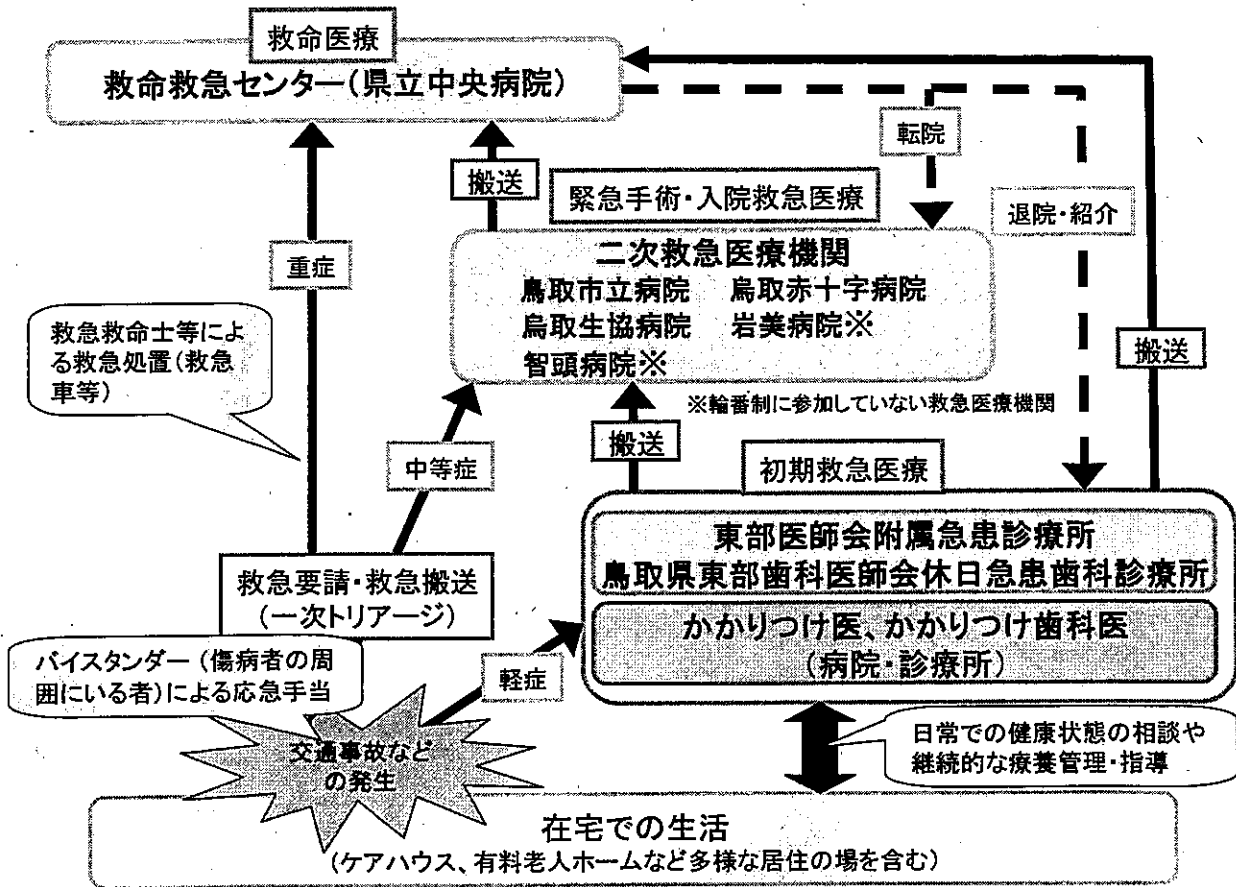 救命医療
救命救急センター(県立中央病院)
転院
搬送
緊急手術・入院救急医療
退院・紹介
二次救急医療機関
鳥取市立病院 鳥取赤十字病院
鳥取生協病院 岩美病院※
智頭病院※
重症
救急救命士等によ
る救急処置(救急
車等)
搬送
※輪番制に参加していない救急医療機関
搬送
中等症
初期救急医療
東部医師会附属急患診療所
鳥取県東部歯科医師会休日急患歯科診療所
救急要請・救急搬送
(一次トリアージ)
かかりつけ医、かかりつけ歯科医
(病院・診療所)
バイスタンダー(傷病者の周
囲にいる者)による応急手当
軽症
交通事故など
の発生
日常での健康状態の相談や
継続的な療養管理・指導
在宅での生活
(ケアハウス、有料老人ホームなど多様な居住の場を含む)